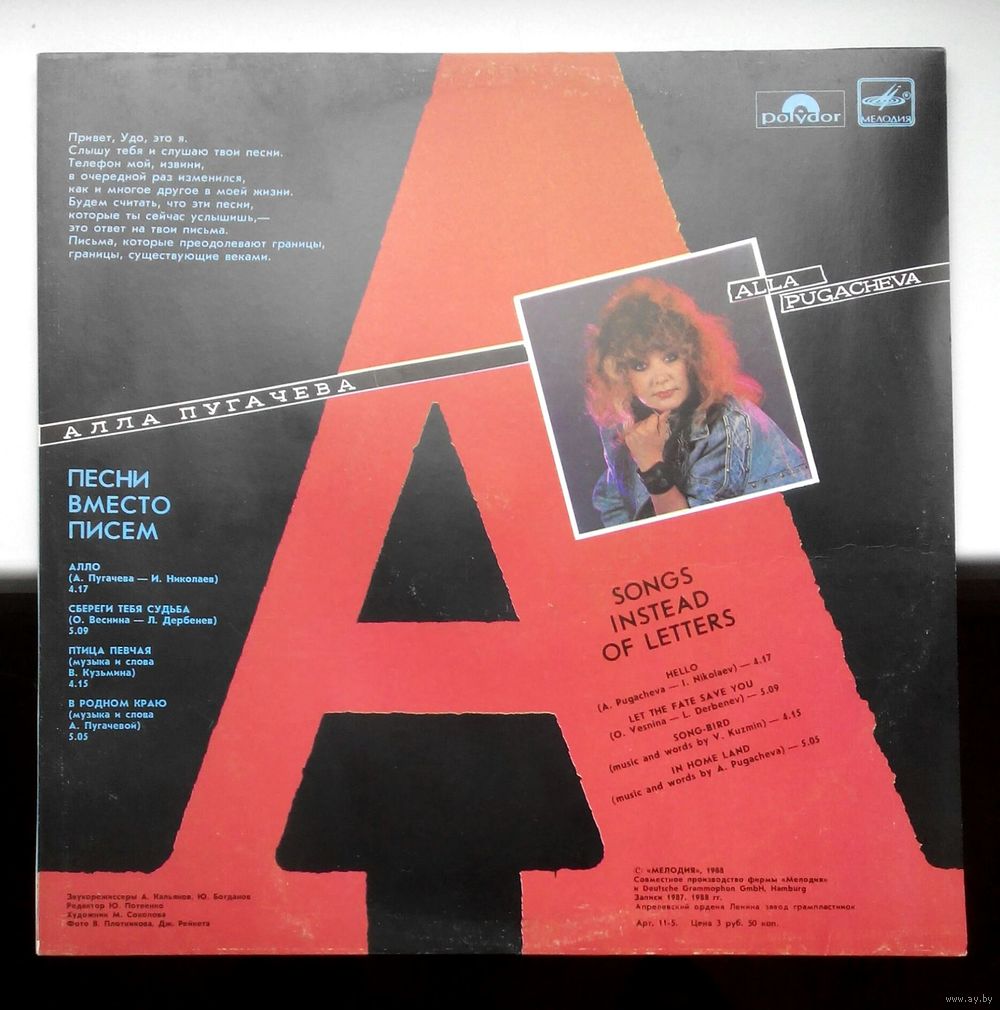 polydor
МЕЛОДИЯ
Привет, Удо, это я.
Слышу тебя и слушаю твои песни.
Телефон мой, извини,
в очередной раз изменился,
как и многое другое в моей жизни.
Будем считать, что эти песни,
которые ты сейчас услышишь,—
это ответ на твои письма.
Письма, которые преодолевают границы,
границы, существующие веками.
ALLA
PUGACHEVA
АЛЛА ПУГАЧЕВА
ПЕСНИ
ВМЕСТО
ПИСЕМ
АЛЛО
(А. Пугачева — И. Николаев)
4.17
СБЕРЕГИ ТЕБЯ СУДЬБА
(О. Веснина — Л. Дербенев)
5.09
ПТИЦА ПЕВЧАЯ
(музыка и слова
В. Кузьмина)
4.15
В РОДНОМ КРАЮ
(музыка и слова
А. Пугачевой)
5.05
SONGS
INSTEAD
OF LETTERS
HELLO
(A. Pugacheva — I. Nikolaev) — 4.17
LET THE FATE SAVE YOU
(O. Vesnina — L. Derbenev) — 5.09
SONG-BIRD
(music and words by V. Kuzmin) — 4.15
IN HOME LAND
(music and words by A. Pugacheva) — 5.05
Звукорежиссеры А. Кальянов, Ю. Богданов
Редактор Ю. Потеенко
Художник М. Соколова
Фото В. Плотникова, Дж. Рейнета
© «МЕЛОДИЯ», 1988
Совместное производство фирмы «Мелодия»
и Deutsche Grammophon GmbH, Hamburg
Записи 1987, 1988 гг.
Апрелевский ордена Ленина завод грампластинок
Арт. 11-5. Цена 3 руб. 50 коп.
www.ay.by